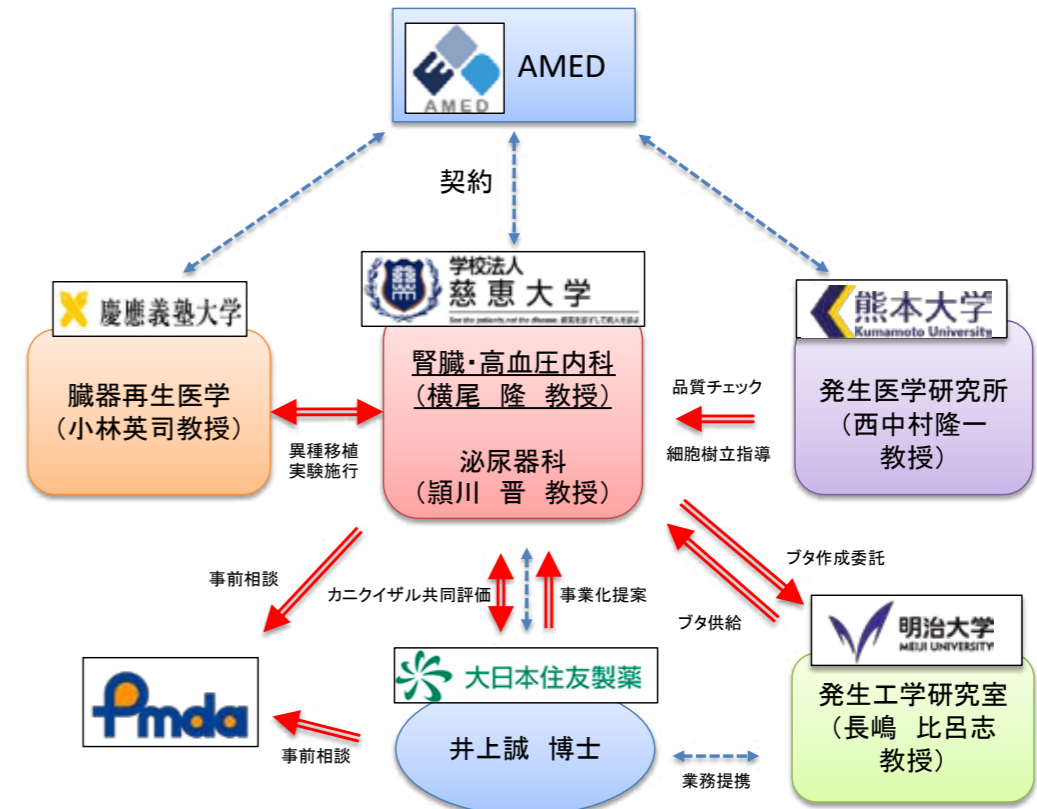 AMED
AMED
契約
慶應義塾大学
学校法人
慈恵大学
熊本大学
Kumamoto University
臓器再生医学
（小林英司教授）
異種移植
実験施行
腎臓・高血圧内科
（横尾 隆 教授）
泌尿器科
（頴川 晋 教授）
品質チェック
細胞樹立指導
発生医学研究所
（西中村隆一
教授）
事前相談
カニクイザル共同評価
事業化提案
ブタ作成委託
ブタ供給
明治大学
MEIJI UNIVERSITY
Pmda
事前相談
大日本住友製薬
井上誠 博士
業務提携
発生工学研究室
（長嶋 比呂志
教授）